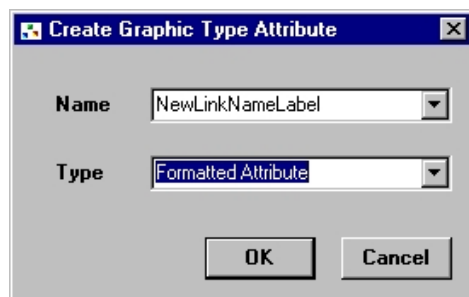 Create Graphic Type Attribute
Name NewLinkNameLabel
Type Formatted Attribute
OK Cancel